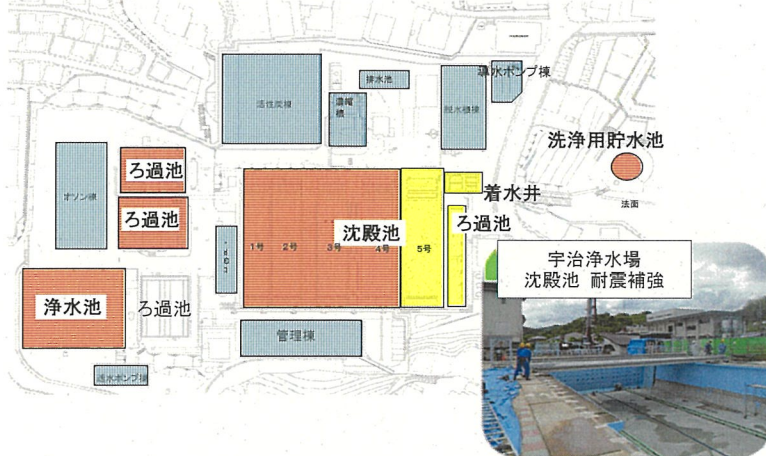 導水ポンプ棟
排水池
活性炭棟
濃縮
槽
脱水機棟
洗浄用貯水池
ろ過池
オゾン棟
着水井
法面
ろ過池
ろ過池
沈殿池
1号
2号
3号
4号
5号
宇治浄水場
沈殿池 耐震補強
浄水池
ろ過池
管理棟
送水ポンプ棟